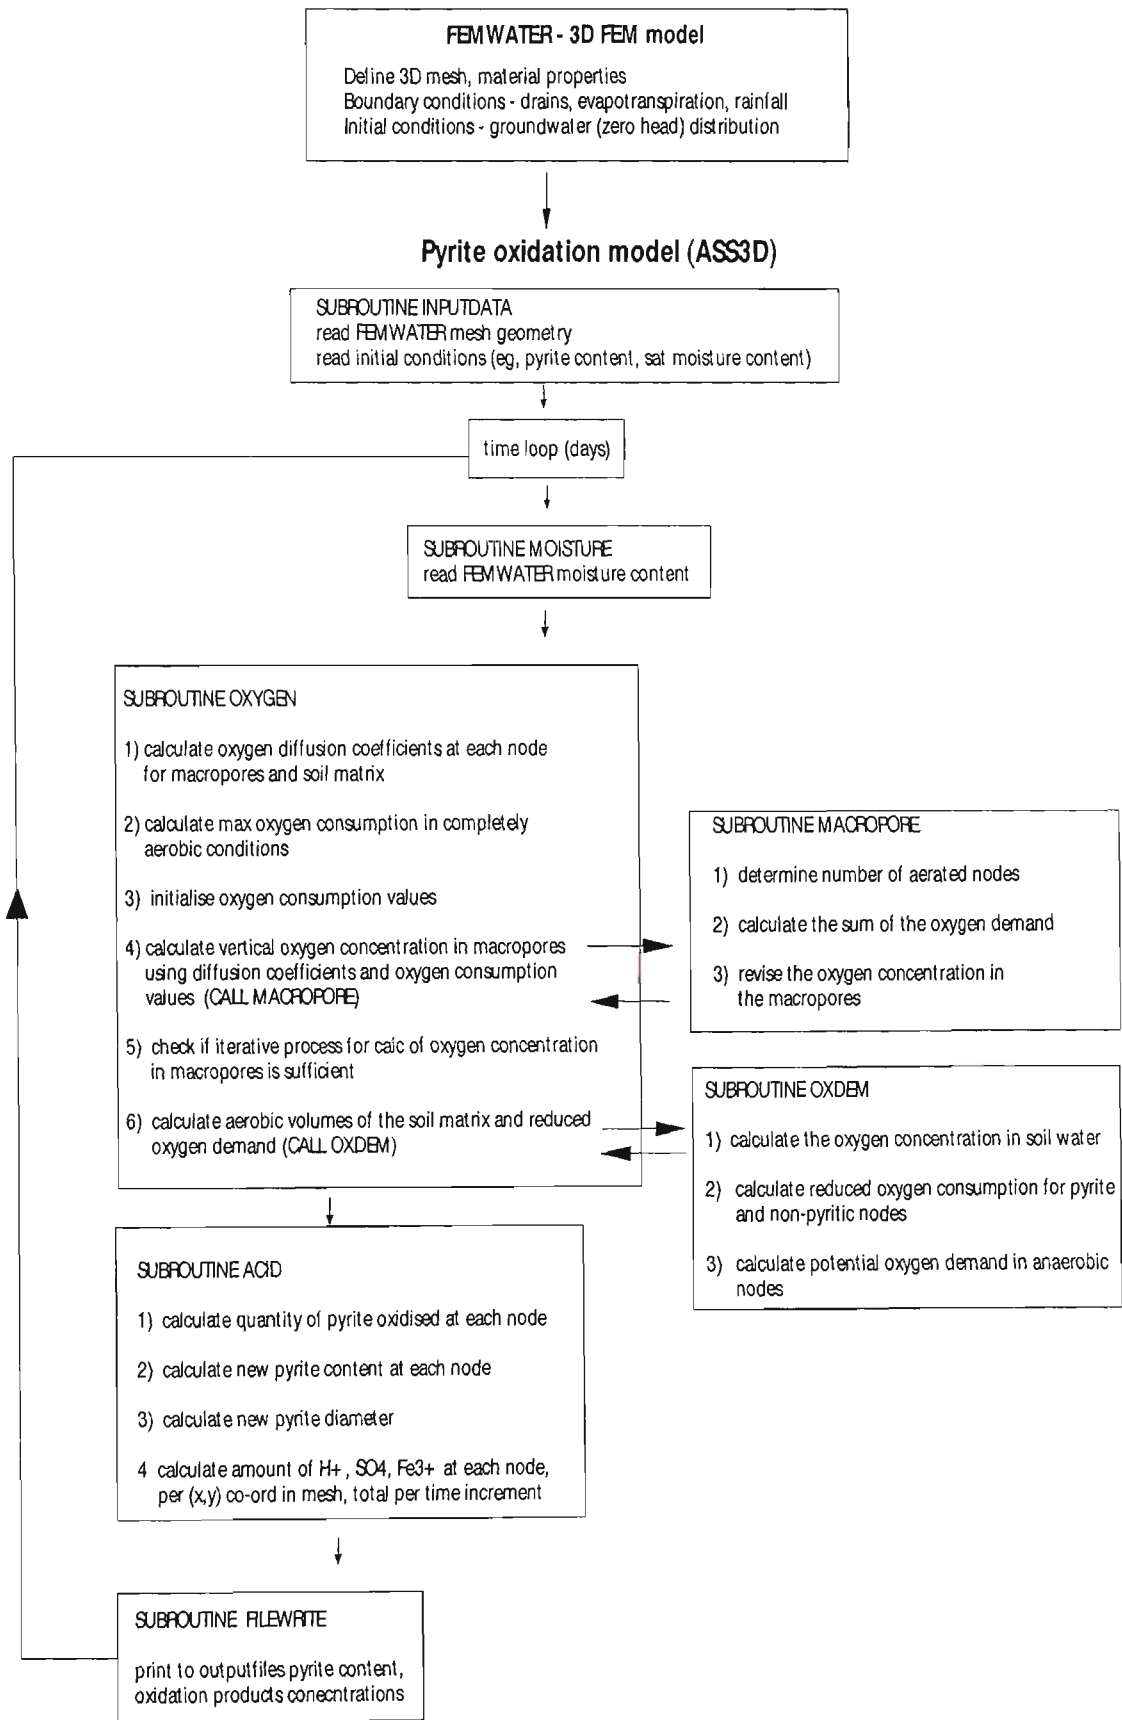 FEMWATER - 3D FEM model
Define 3D mesh, material properties
Boundary conditions - drains, evapotranspiration, rainfall
Initial conditions - groundwater (zero head) distribution
Pyrite oxidation model (ASS3D)
SUBROUTINE INPUTDATA
read FEMWATER mesh geometry
read initial conditions (eg, pyrite content, sat moisture content)
time loop (days)
SUBROUTINE MOISTURE
read FEMWATER moisture content
SUBROUTINE OXYGEN
1) calculate oxygen diffusion coefficients at each node
for macropores and soil matrix
2) calculate max oxygen consumption in completely
aerobic conditions
3) initialise oxygen consumption values
4) calculate vertical oxygen concentration in macropores
using diffusion coefficients and oxygen consumption
values (CALL MACROPORE)
5) check if iterative process for calc of oxygen concentration
in macropores is sufficient
6) calculate aerobic volumes of the soil matrix and reduced
oxygen demand (CALL OXDEM)
SUBROUTINE MACROPORE
1) determine number of aerated nodes
2) calculate the sum of the oxygen demand
3) revise the oxygen concentration in
the macropores
SUBROUTINE OXDEM
1) calculate the oxygen concentration in soil water
2) calculate reduced oxygen consumption for pyrite
and non-pyritic nodes
3) calculate potential oxygen demand in anaerobic
nodes
SUBROUTINE ACID
1) calculate quantity of pyrite oxidised at each node
2) calculate new pyrite content at each node
3) calculate new pyrite diameter
4 calculate amount of H+ , SO4, Fe3+ at each node,
per (x,y) co-ord in mesh, total per time increment
SUBROUTINE FILEWRITE
print to outputfiles pyrite content,
oxidation products conecntrations